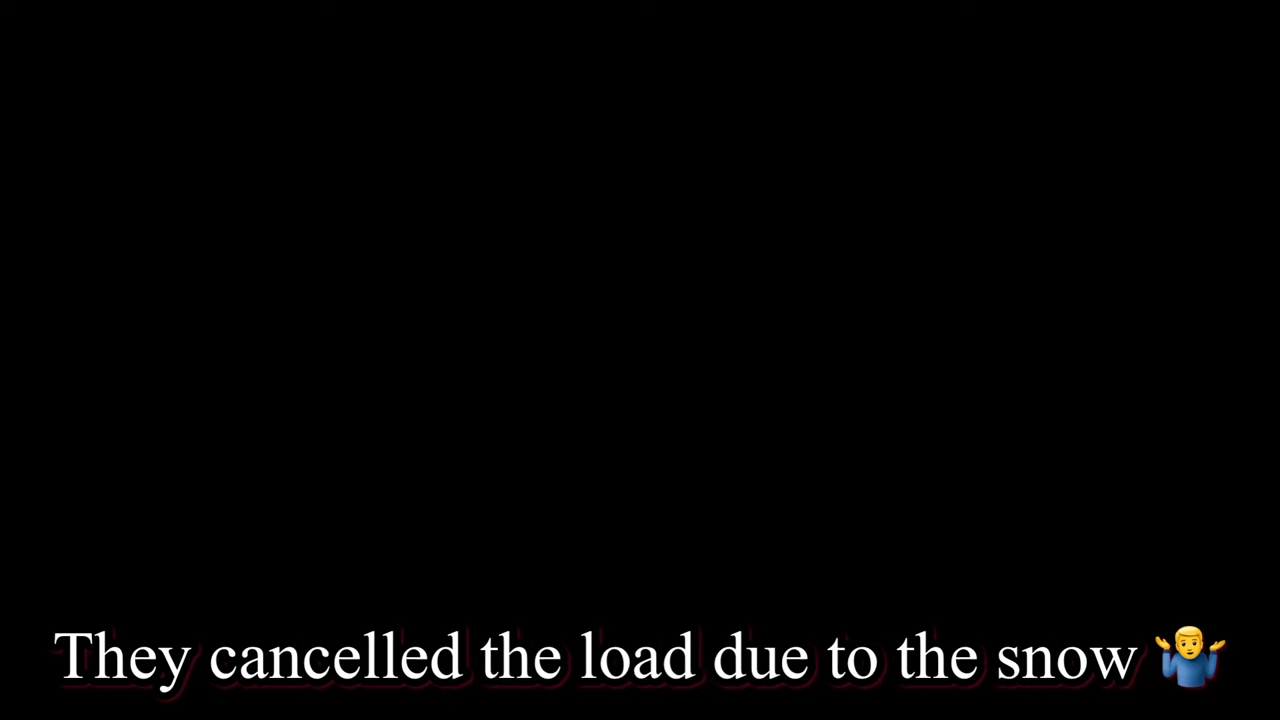 They cancelled the load due to the snow 🤷‍♂️